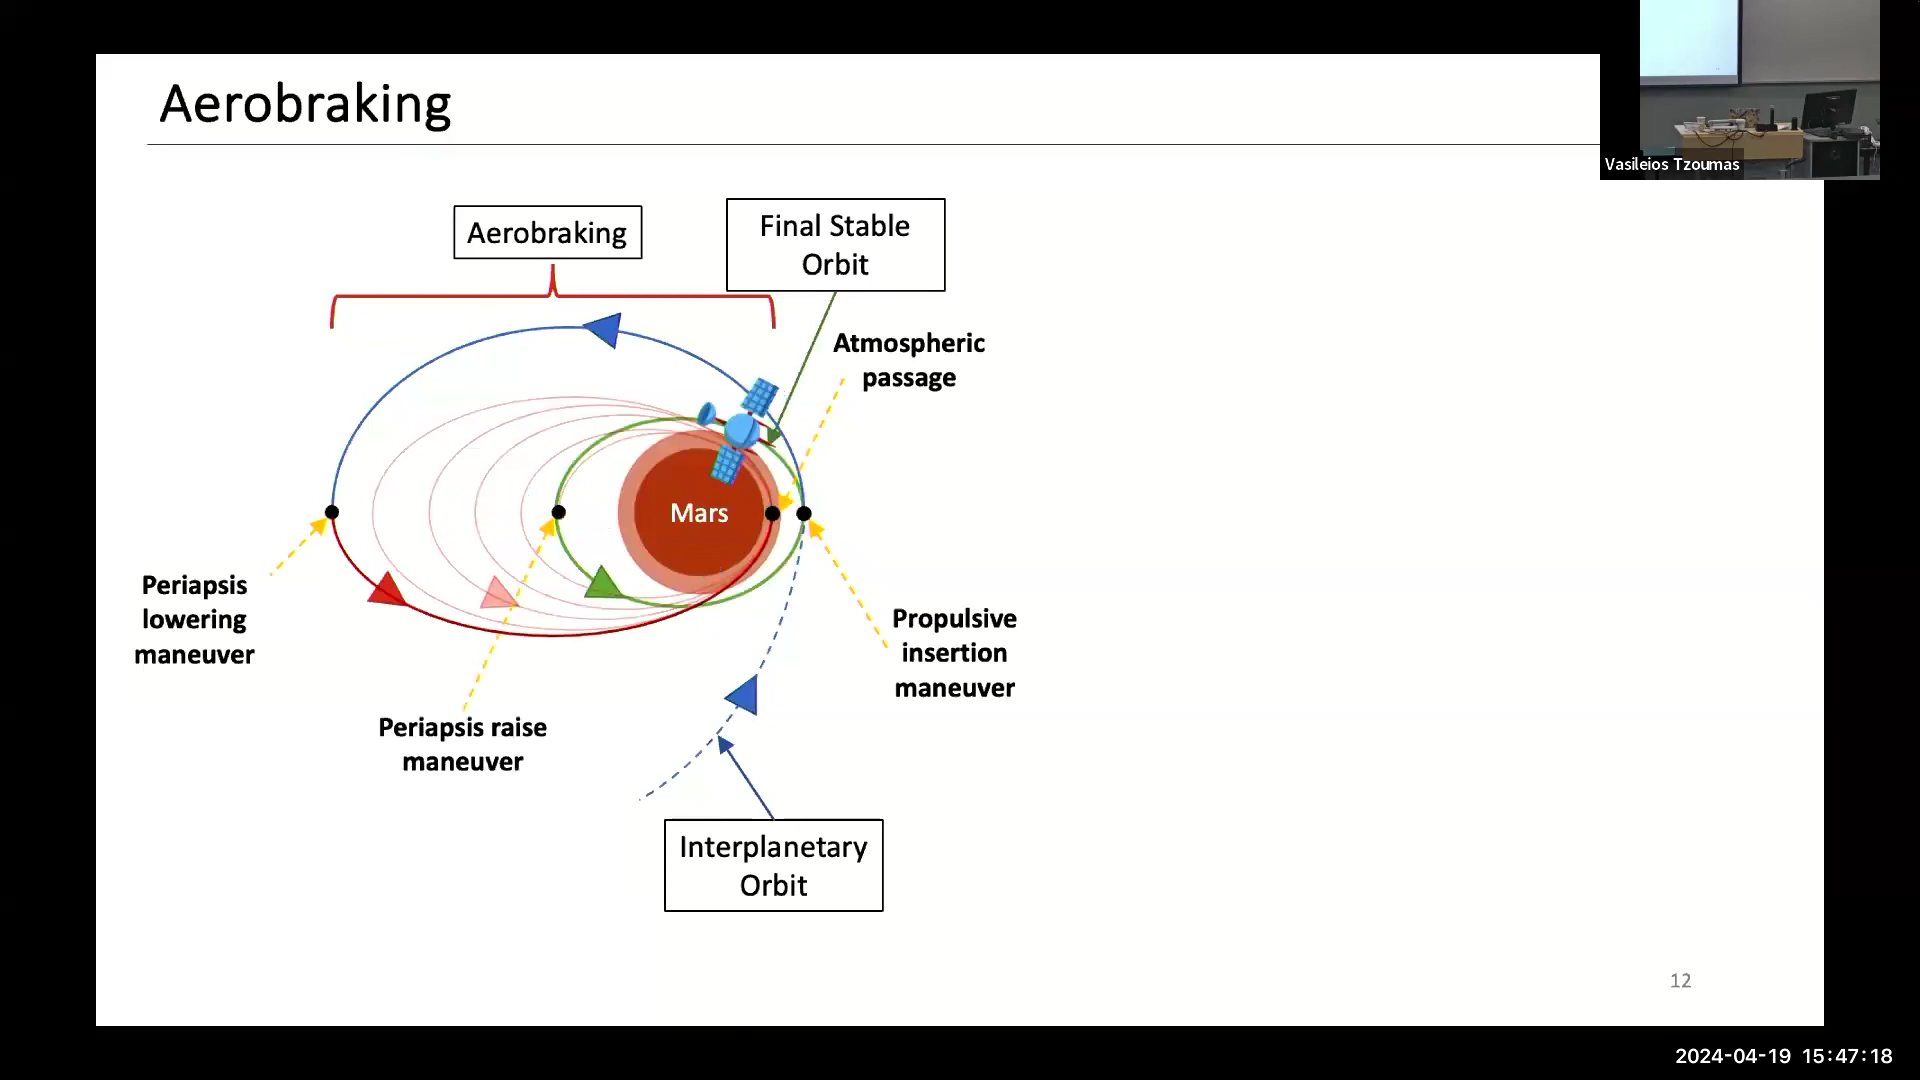 Aerobraking
Vasileios Tzoumas
Aerobraking
Final Stable
Orbit
Atmospheric
passage
Mars
Periapsis
lowering
maneuver
Propulsive
insertion
maneuver
Periapsis raise
maneuver
Interplanetary
Orbit
12
2024-04-19 15:47:18